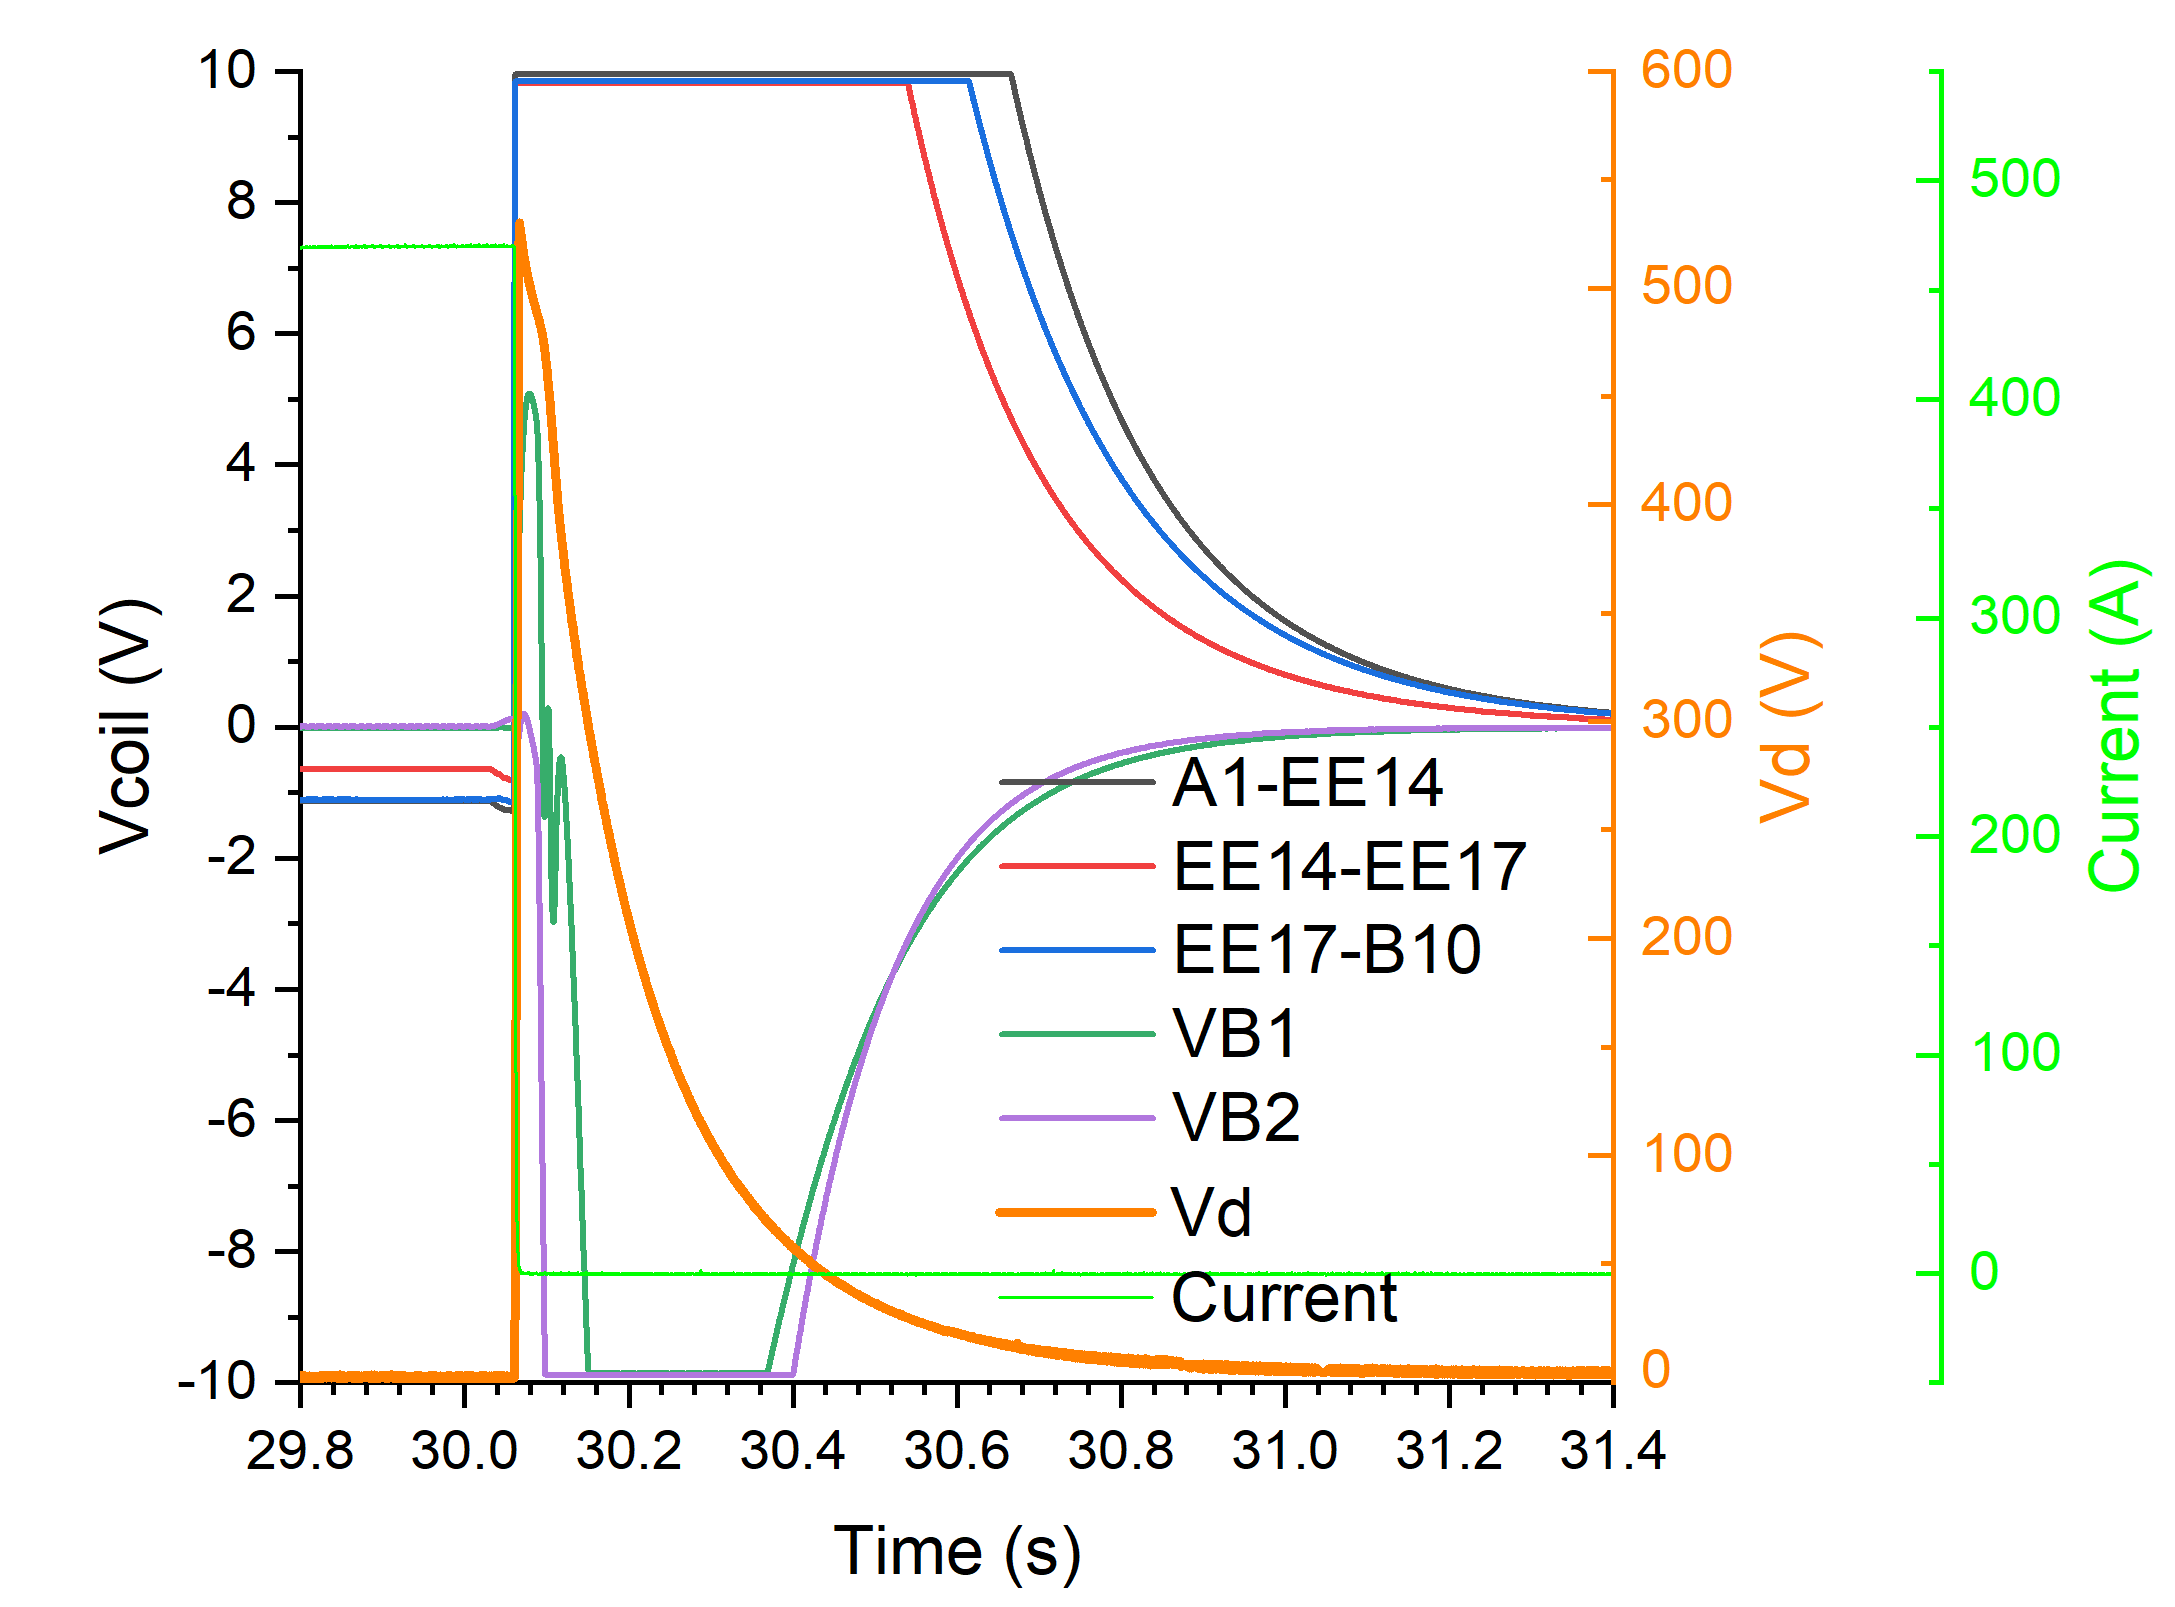 Vcoil (V)
10
8
6
4
2
0
-2
-4
-6
-8
-10
29.8 30.0 30.2 30.4 30.6 30.8 31.0 31.2 31.4
Time (s)
A1-EE14
EE14-EE17
EE17-B10
VB1
VB2
Vd
Current
600
500
400
300
200
100
0
Vd (V)
500
400
300
200
100
0
Current (A)